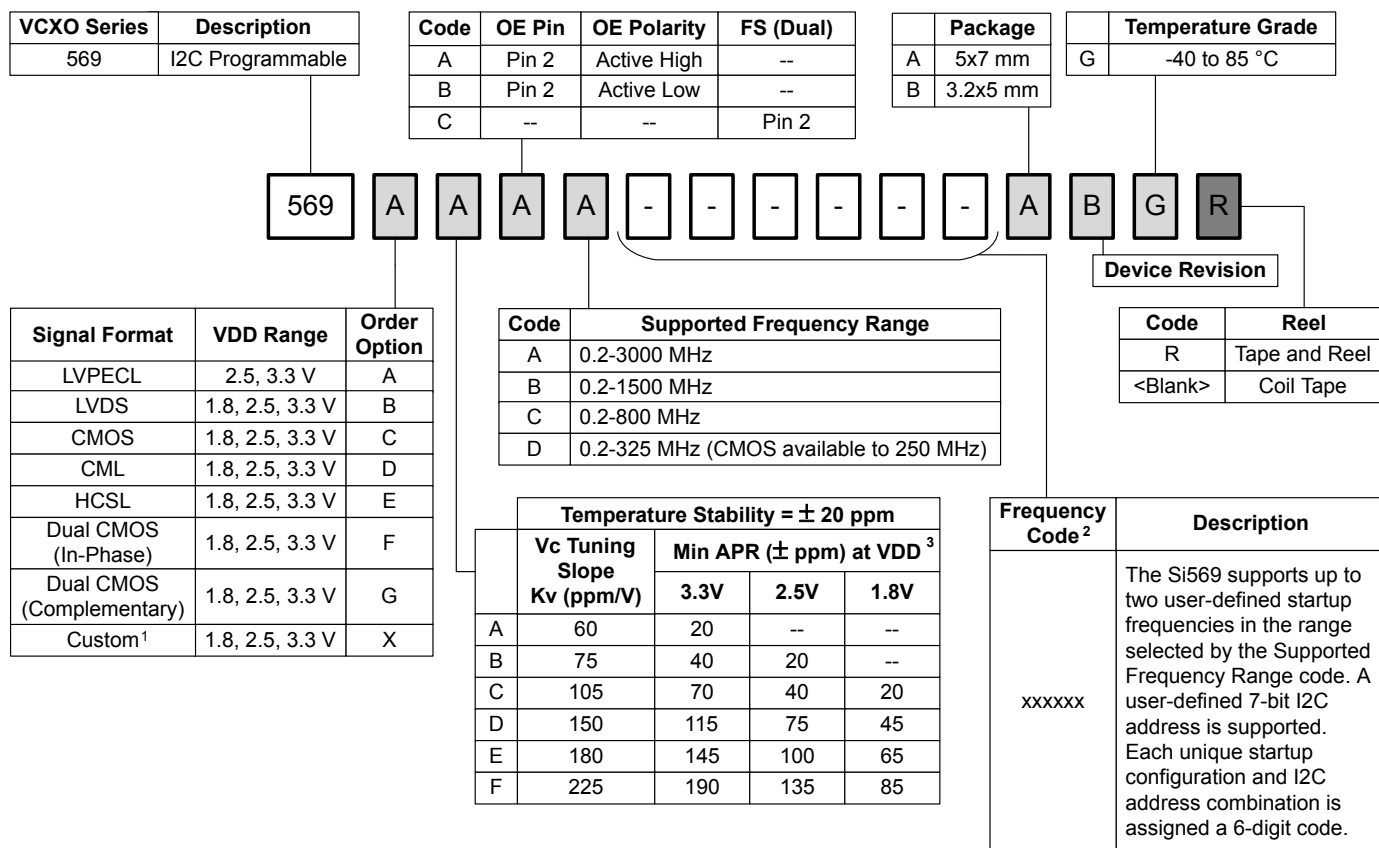 VCXO Series Description
569 I2C Programmable
Code OE Pin OE Polarity FS (Dual)
A Pin 2 Active High --
B Pin 2 Active Low --
C -- -- Pin 2
Package
A 5x7 mm
B 3.2x5 mm
Temperature Grade
G -40 to 85 °C
569 A A A A - - - - - - A B G R
Device Revision
Signal Format VDD Range Order
Option
LVPECL 2.5, 3.3 V A
LVDS 1.8, 2.5, 3.3 V B
CMOS 1.8, 2.5, 3.3 V C
CML 1.8, 2.5, 3.3 V D
HCSL 1.8, 2.5, 3.3 V E
Dual CMOS
(In-Phase) 1.8, 2.5, 3.3 V F
Dual CMOS
(Complementary) 1.8, 2.5, 3.3 V G
Custom¹ 1.8, 2.5, 3.3 V X
Code Supported Frequency Range
A 0.2-3000 MHz
B 0.2-1500 MHz
C 0.2-800 MHz
D 0.2-325 MHz (CMOS available to 250 MHz)
Code Reel
R Tape and Reel
<Blank> Coil Tape
Temperature Stability = ± 20 ppm
Vc Tuning
Slope
Kv (ppm/V)
Min APR (± ppm) at VDD ³
3.3V 2.5V 1.8V
A 60 20 -- --
B 75 40 20 --
C 105 70 40 20
D 150 115 75 45
E 180 145 100 65
F 225 190 135 85
Frequency
Code ² Description
xxxxxx
The Si569 supports up to
two user-defined startup
frequencies in the range
selected by the Supported
Frequency Range code. A
user-defined 7-bit I2C
address is supported.
Each unique startup
configuration and I2C
address combination is
assigned a 6-digit code.